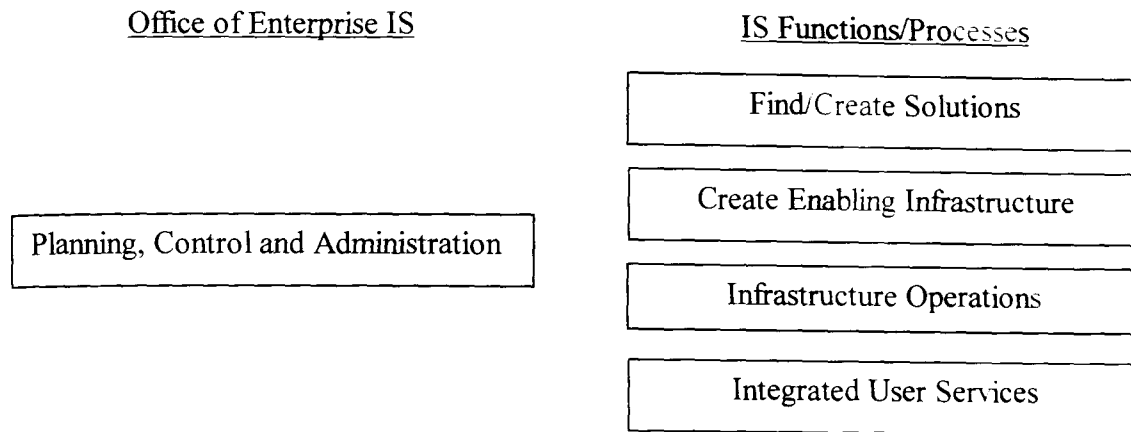 Office of Enterprise IS
Planning, Control and Administration
IS Functions/Processes
Find/Create Solutions
Create Enabling Infrastructure
Infrastructure Operations
Integrated User Services